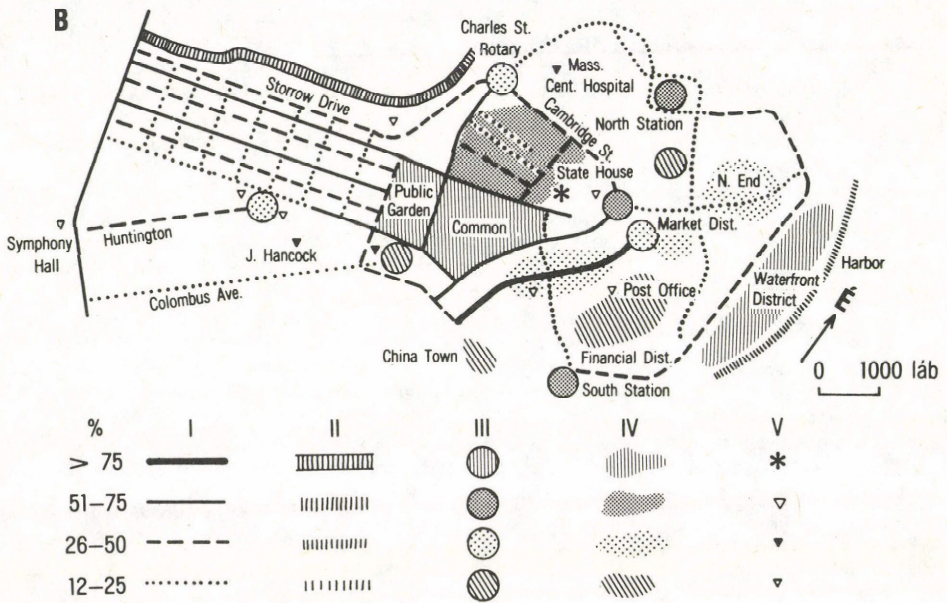 B
Charles St.
Rotary
Mass.
Cent. Hospital
Storrow Drive
Cambridge St.
North Station
State House
N. End
Public
Garden
Common
Market Dist.
Symphony
Hall
Huntington
J. Hancock
Harbor
Waterfront
District
Post Office
Colombus Ave.
É
China Town
Financial Dist.
South Station
0 1000 láb
% I II III IV V
> 75
51–75
26–50
12–25